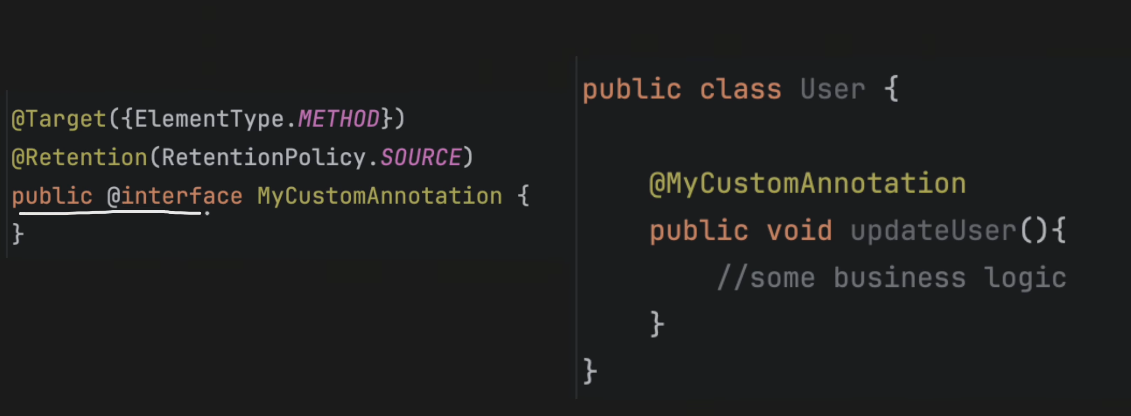 @Target({ElementType.METHOD})
@Retention(RetentionPolicy.SOURCE)
public @interface MyCustomAnnotation {
}
public class User {
@MyCustomAnnotation
public void updateUser(){
//some business logic
}
}